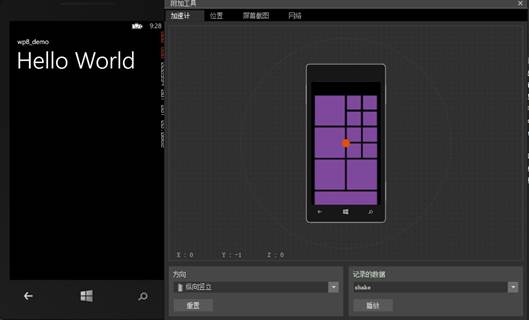 9:28
wp8_demo
Hello World
附加工具
加速计 位置 屏幕截图 网络
X : 0 Y : -1 Z : 0
方向
纵向竖立
重置
记录的数据
shake
播放